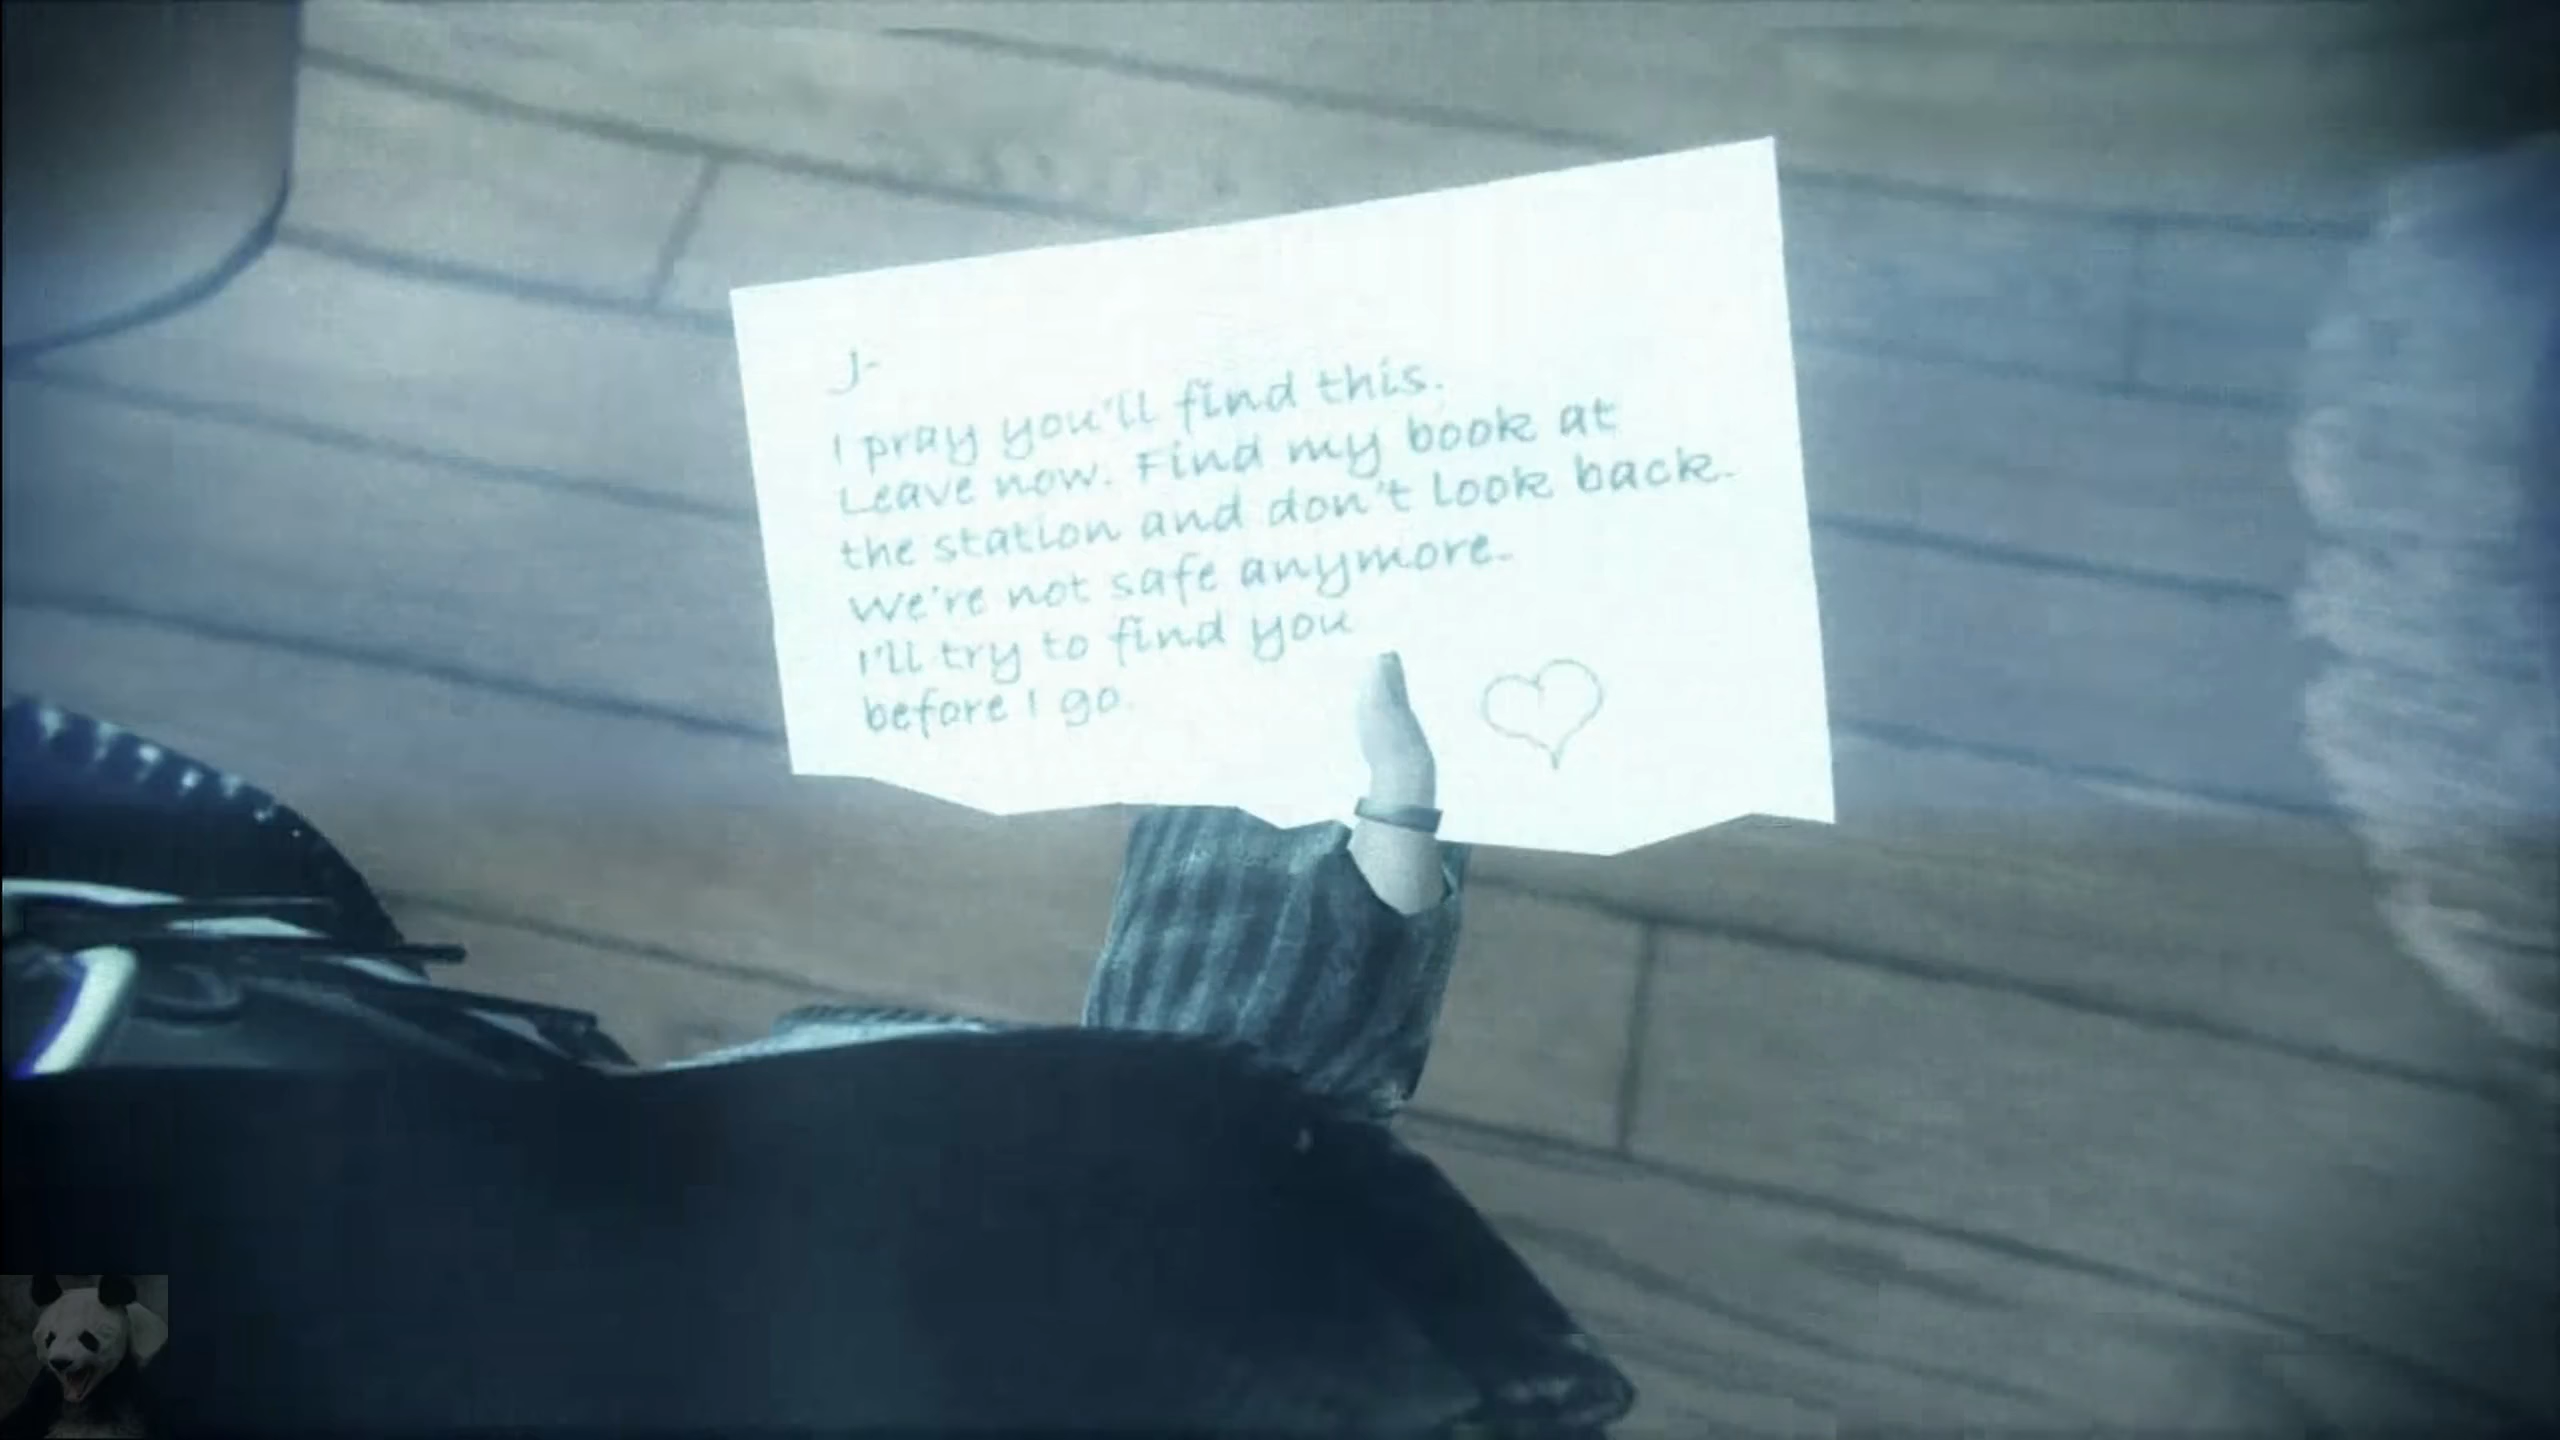 J-
I pray you'll find this.
Leave now. Find my book at
the station and don't look back.
We're not safe anymore.
I'll try to find you
before I go.